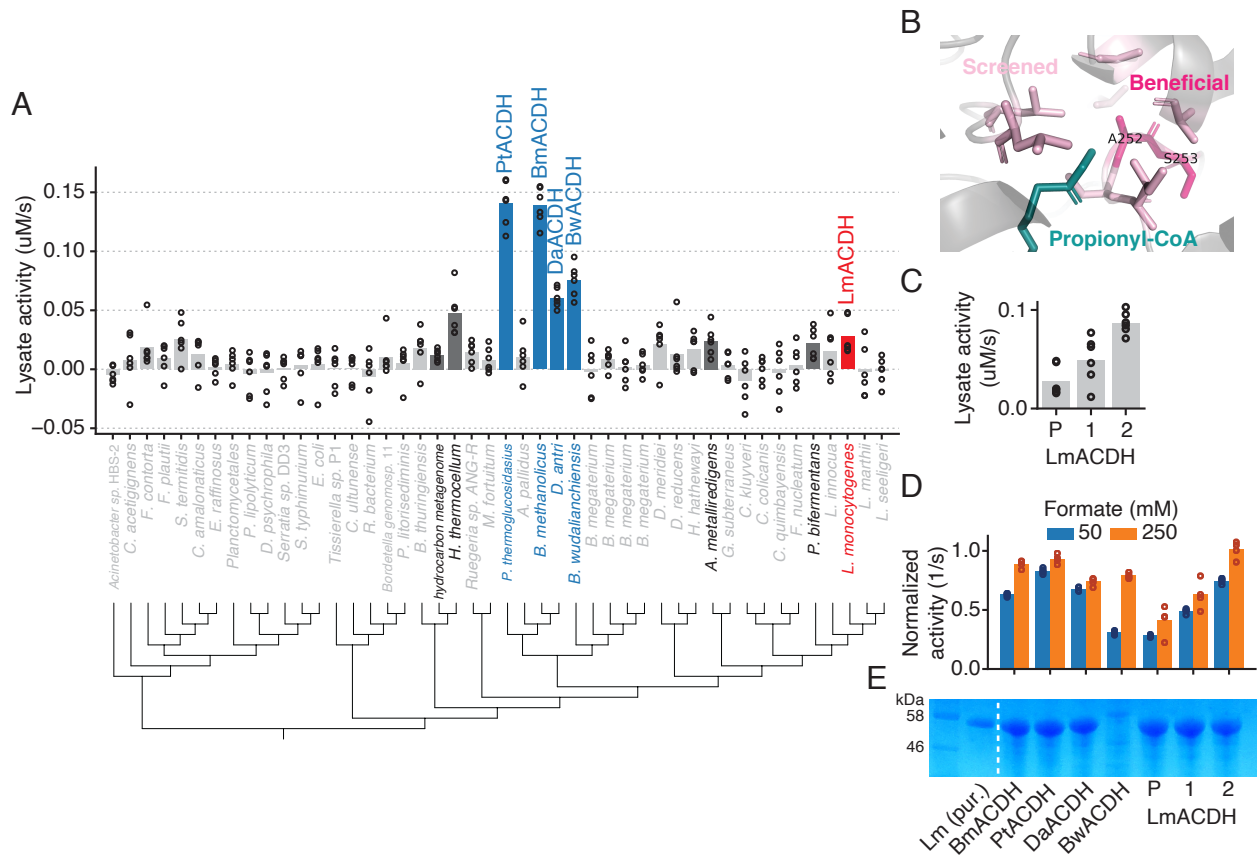 A
Lysate activity (uM/s)
0.15
0.10
0.05
0.00
−0.05
PtACDH
BmACDH
DaACDH
BwACDH
LmACDH
Acinetobacter sp. HBS-2
C. acetigignens
F. contorta
F. plautii
S. termitidis
C. amalonaticus
E. raffinosus
Planctomycetales
P. lipolyticum
D. psychrophila
Serratia sp. DD3
S. typhimurium
E. coli
Tissierella sp. P1
C. ultunense
R. bacterium
Bordetella genomosp. 11
P. litorisediminis
B. thuringiensis
hydrocarbon metagenome
H. thermocellum
Ruegeria sp. ANG-R
M. fortuitum
P. thermoglucosidasius
A. pallidus
B. methanolicus
D. antri
B. wudalianchiensis
B. megaterium
B. megaterium
B. megaterium
B. megaterium
D. meridiei
D. reducens
H. hathewayi
A. metalliredigens
G. subterraneus
C. kluyveri
C. colicanis
C. quimbayensis
F. nucleatum
P. bifermentans
L. innocua
L. monocytogenes
L. marthii
L. seeligeri
B
Screened
Beneficial
A252
S253
Propionyl-CoA
C
Lysate activity
(uM/s)
0.1
0.0
P 1 2
LmACDH
D
Formate (mM)
50 250
Normalized
activity (1/s)
1.0
0.5
0.0
E
kDa
58
46
Lm (pur.)
BmACDH
PtACDH
DaACDH
BwACDH
P 1 2
LmACDH